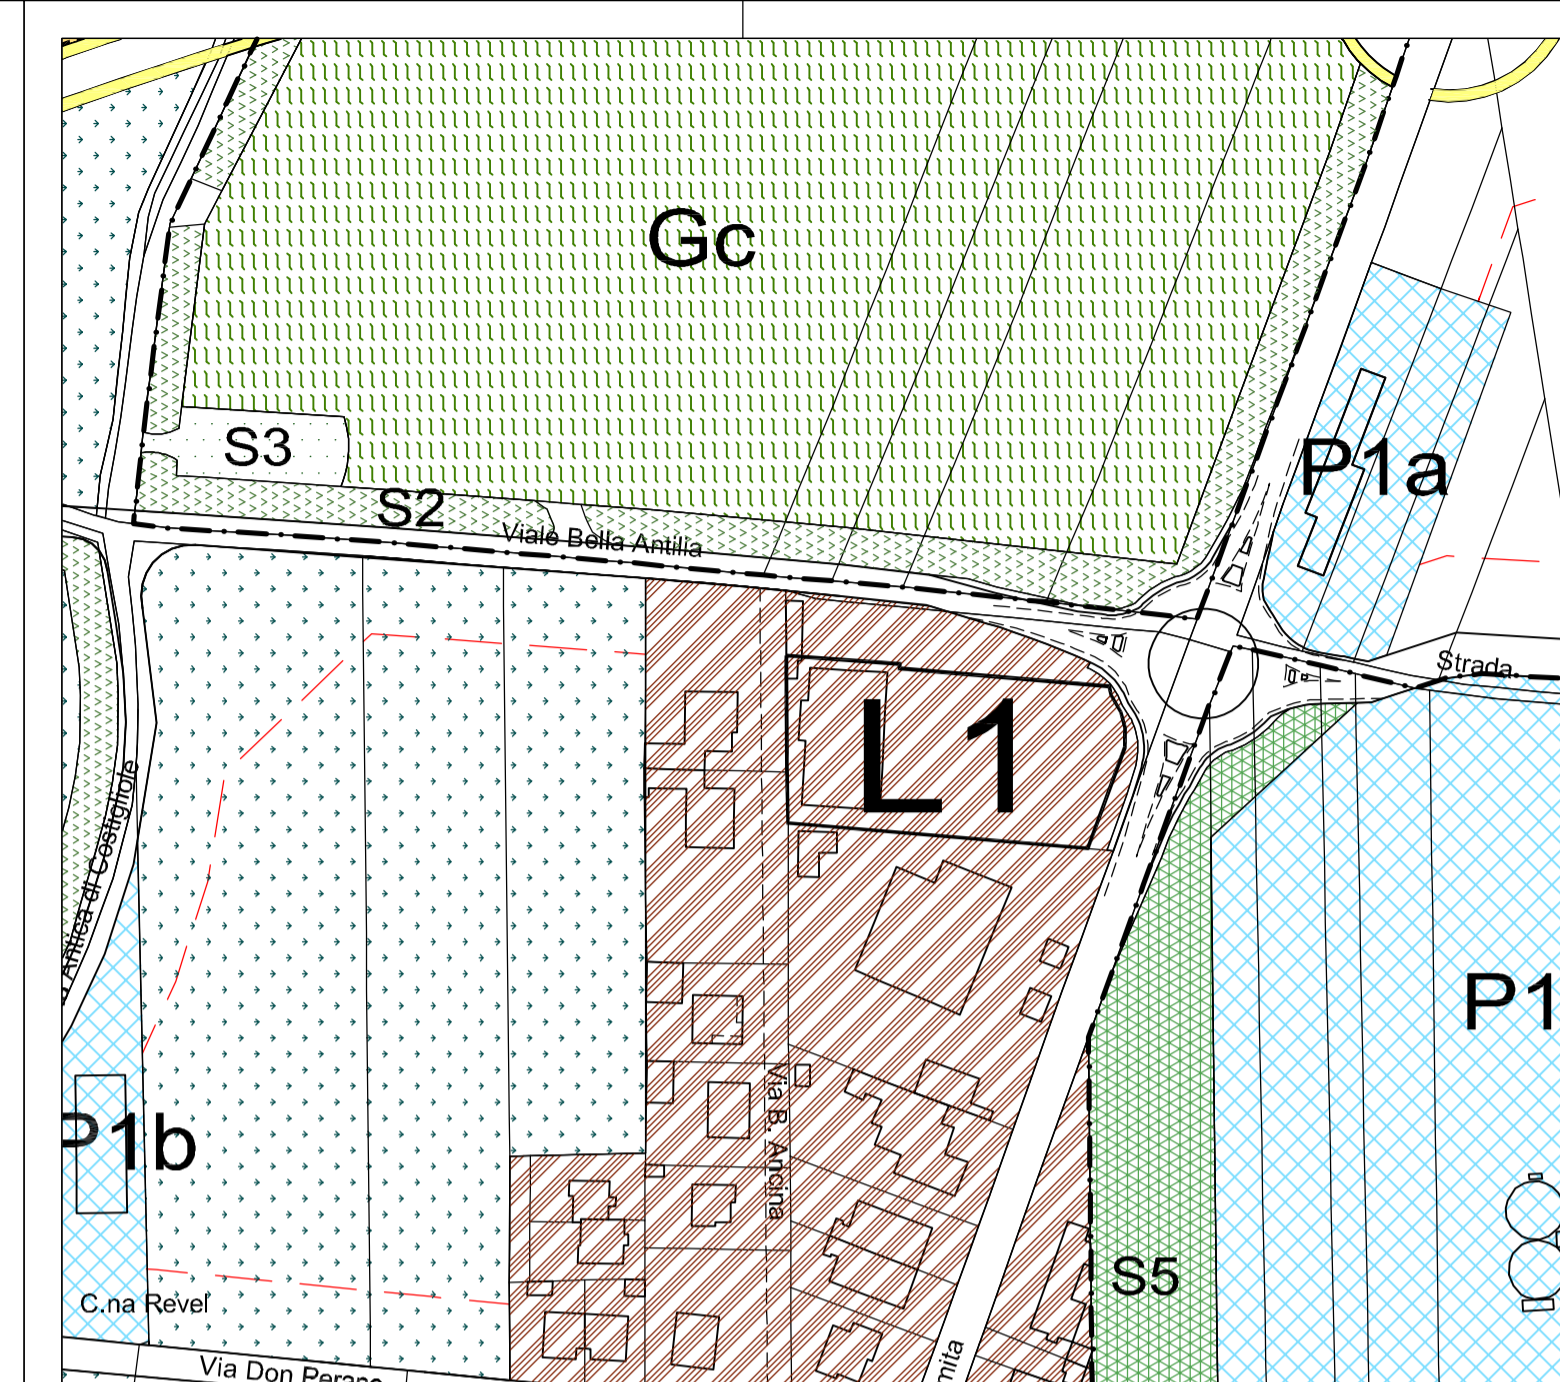 Gc
S3
S2
Viale Bella Antilia
P1a
Strada
L1
Antica di Costigliole
P1
Via B. Ancina
P1b
S5
C.na Revel
Via Don Perano